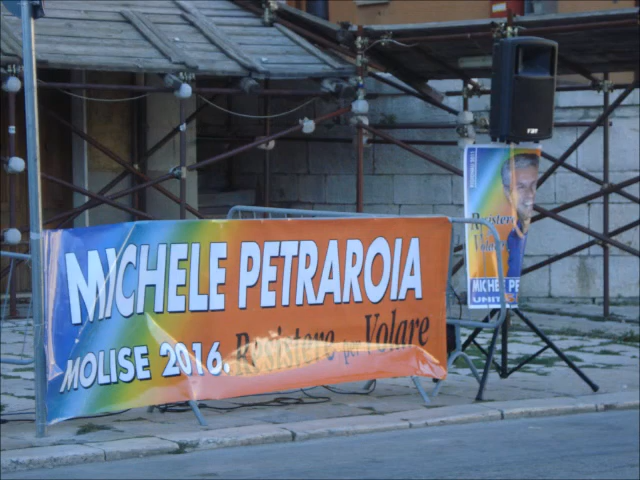 MICHELE PETRAROIA
MOLISE 2016. Resistere per Volare
Resistere
Volare
MICHELE PE
UNIT